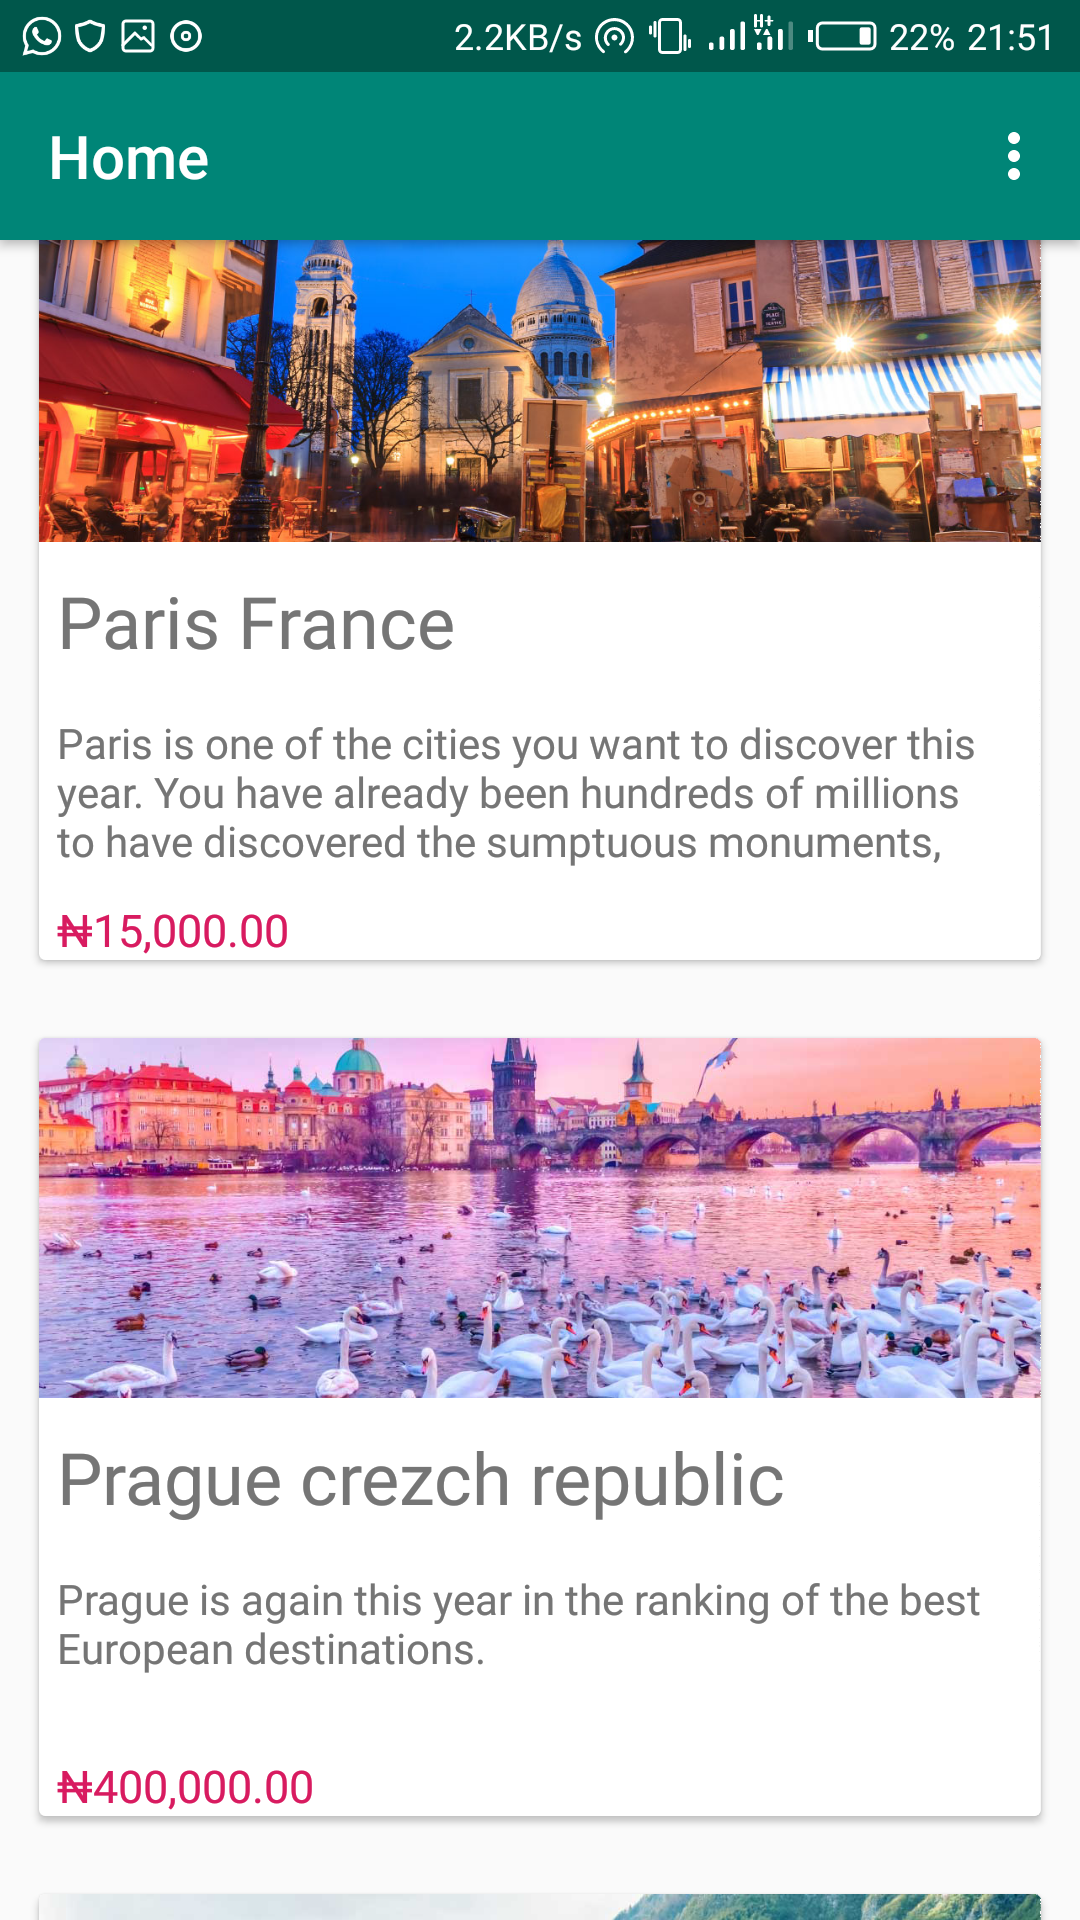 2.2KB/s H+ 22% 21:51
Home
Paris France
Paris is one of the cities you want to discover this
year. You have already been hundreds of millions
to have discovered the sumptuous monuments,
₦15,000.00
Prague crezch republic
Prague is again this year in the ranking of the best
European destinations.
₦400,000.00